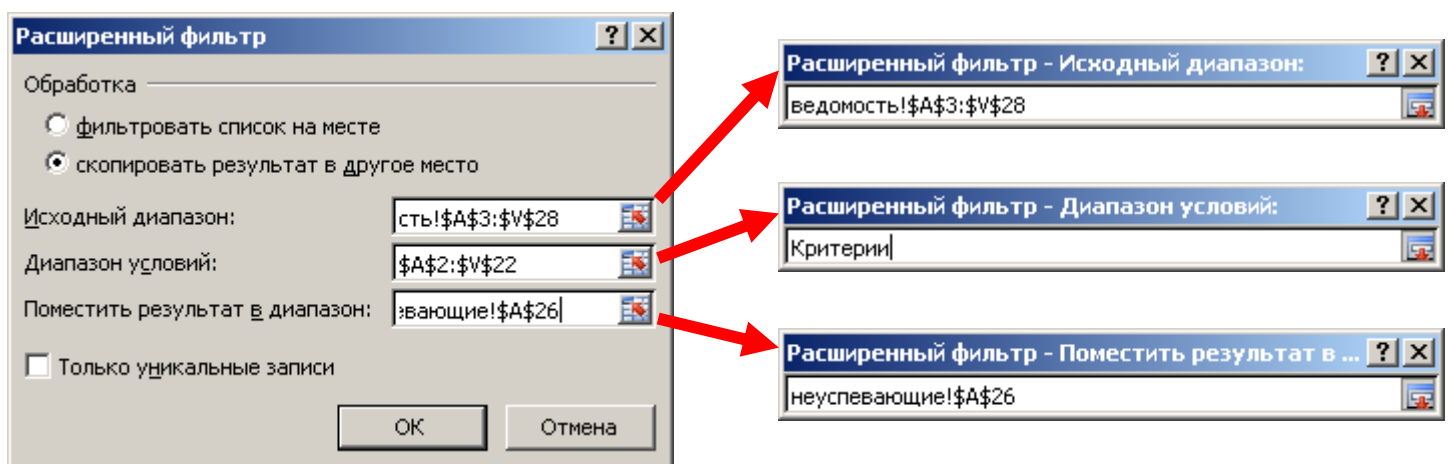 Расширенный фильтр
Обработка
фильтровать список на месте
скопировать результат в другое место
Исходный диапазон: сть!$A$3:$V$28
Диапазон условий: $A$2:$V$22
Поместить результат в диапазон: эвающие!$A$26
Только уникальные записи
ОК Отмена
Расширенный фильтр - Исходный диапазон:
ведомость!$A$3:$V$28
Расширенный фильтр - Диапазон условий:
Критерии
Расширенный фильтр - Поместить результат в ...
неуспевающие!$A$26